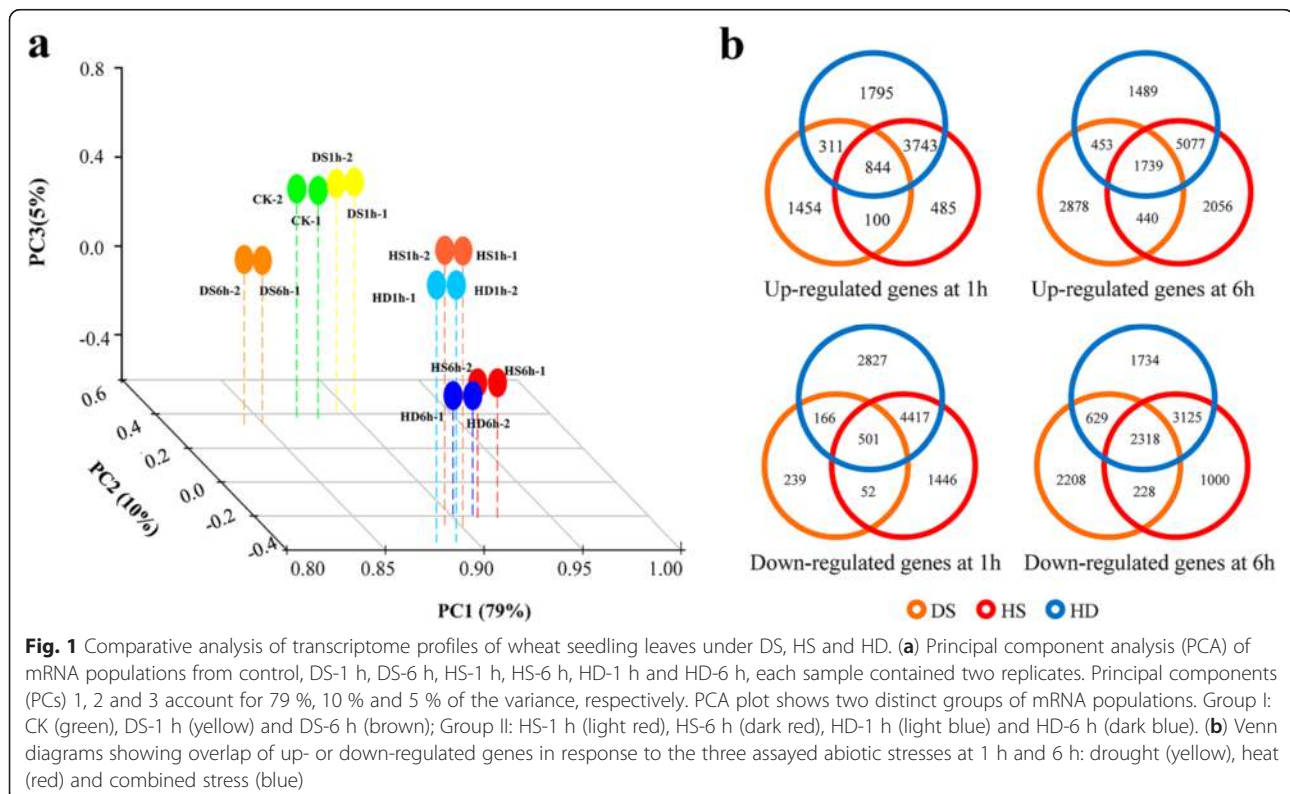 a
0.8
0.4
0.0
-0.4
PC3(5%)
0.6
0.4
0.2
0.0
-0.2
-0.4
PC2 (10%)
0.80
0.85
0.90
0.95
1.00
PC1 (79%)
CK-2
CK-1
DS1h-2
DS1h-1
DS6h-2
DS6h-1
HS1h-2
HS1h-1
HD1h-1
HD1h-2
HS6h-2
HS6h-1
HD6h-1
HD6h-2
b
1795
311
3743
844
1454
100
485
Up-regulated genes at 1h
1489
453
5077
1739
2878
440
2056
Up-regulated genes at 6h
2827
166
4417
501
239
52
1446
Down-regulated genes at 1h
1734
629
3125
2318
2208
228
1000
Down-regulated genes at 6h
DS HS HD
Fig. 1 Comparative analysis of transcriptome profiles of wheat seedling leaves under DS, HS and HD. (a) Principal component analysis (PCA) of
mRNA populations from control, DS-1 h, DS-6 h, HS-1 h, HS-6 h, HD-1 h and HD-6 h, each sample contained two replicates. Principal components
(PCs) 1, 2 and 3 account for 79 %, 10 % and 5 % of the variance, respectively. PCA plot shows two distinct groups of mRNA populations. Group I:
CK (green), DS-1 h (yellow) and DS-6 h (brown); Group II: HS-1 h (light red), HS-6 h (dark red), HD-1 h (light blue) and HD-6 h (dark blue). (b) Venn
diagrams showing overlap of up- or down-regulated genes in response to the three assayed abiotic stresses at 1 h and 6 h: drought (yellow), heat
(red) and combined stress (blue)